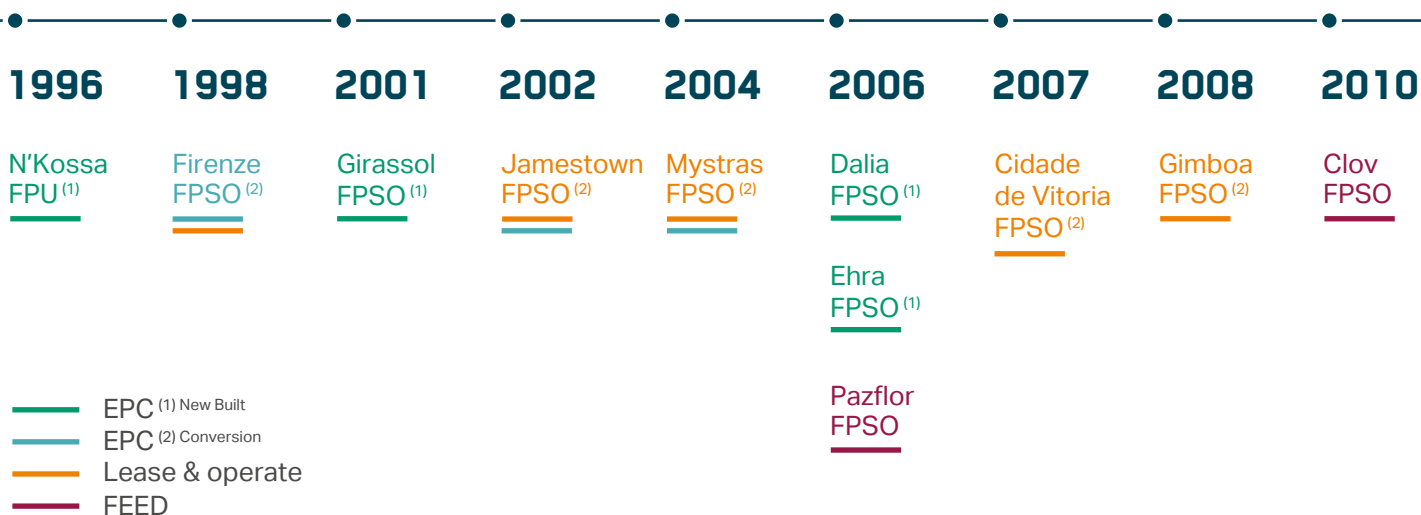 1996
1998
2001
2002
2004
2006
2007
2008
2010
N'Kossa
FPU (1)
Firenze
FPSO (2)
Girassol
FPSO (1)
Jamestown
FPSO (2)
Mystras
FPSO (2)
Dalia
FPSO (1)
Ehra
FPSO (1)
Pazflor
FPSO
Cidade
de Vitoria
FPSO (2)
Gimboa
FPSO (2)
Clov
FPSO
EPC (1) New Built
EPC (2) Conversion
Lease & operate
FEED